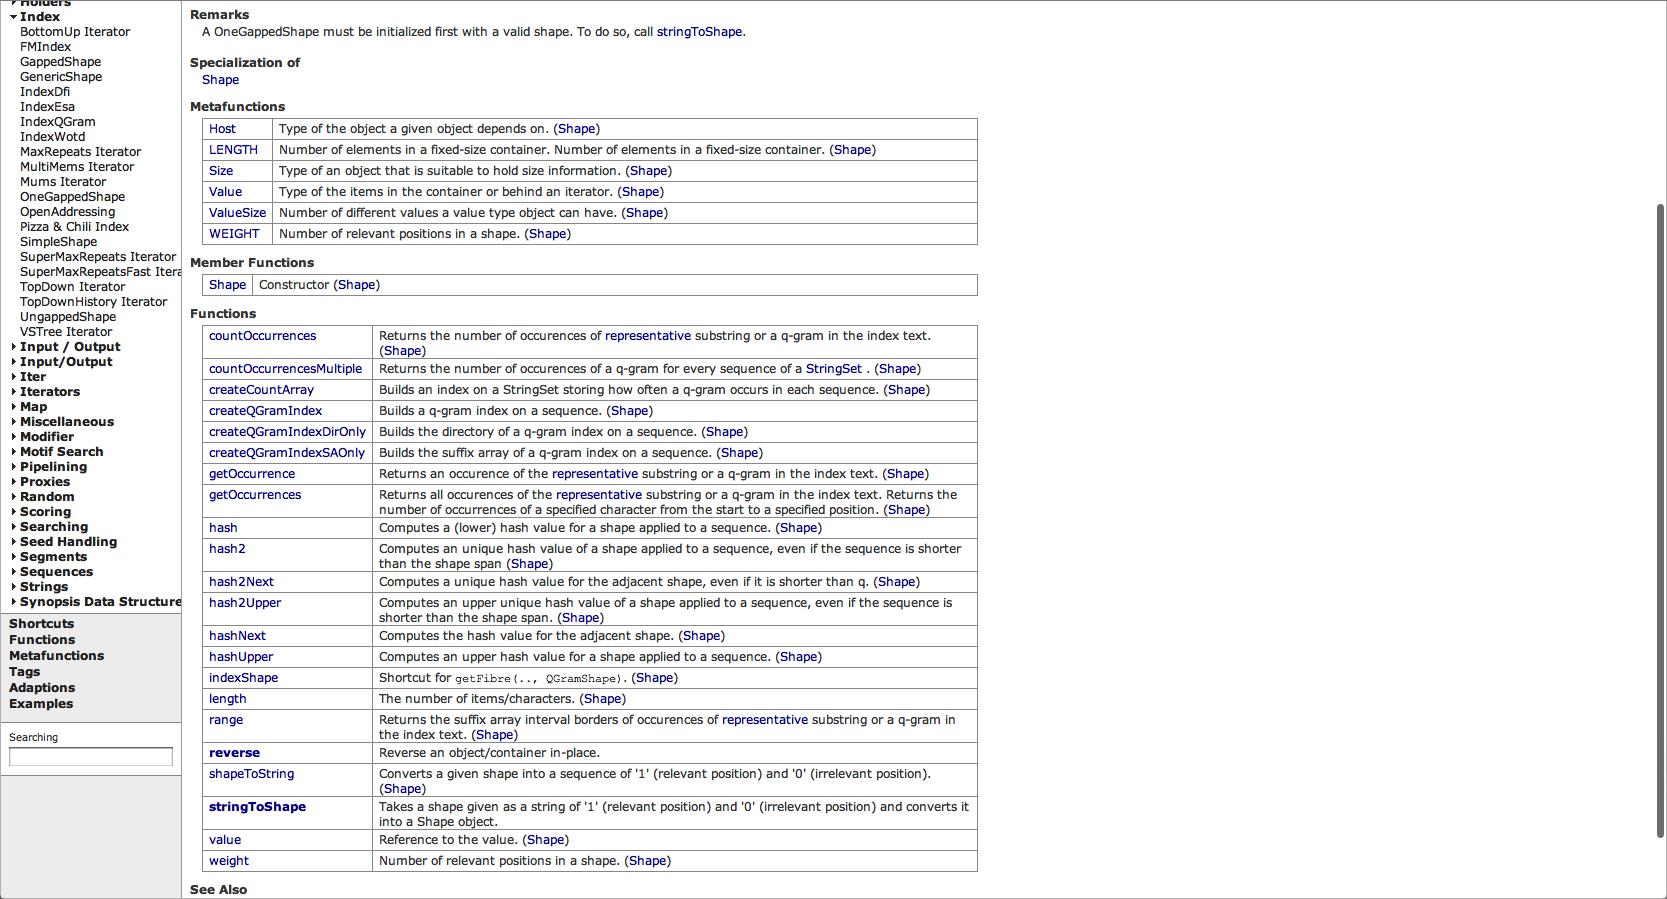 Holders
Index
BottomUp Iterator
FMIndex
GappedShape
GenericShape
IndexDfi
IndexEsa
IndexQGram
IndexWotd
MaxRepeats Iterator
MultiMems Iterator
Mums Iterator
OneGappedShape
OpenAddressing
Pizza & Chili Index
SimpleShape
SuperMaxRepeats Iterator
SuperMaxRepeatsFast Itera
TopDown Iterator
TopDownHistory Iterator
UngappedShape
VSTree Iterator
Input / Output
Input/Output
Iter
Iterators
Map
Miscellaneous
Modifier
Motif Search
Pipelining
Proxies
Random
Scoring
Searching
Seed Handling
Segments
Sequences
Strings
Synopsis Data Structure
Shortcuts
Functions
Metafunctions
Tags
Adaptions
Examples
Searching
Remarks
A OneGappedShape must be initialized first with a valid shape. To do so, call stringToShape.
Specialization of
Shape
Metafunctions
Host Type of the object a given object depends on. (Shape)
LENGTH Number of elements in a fixed-size container. Number of elements in a fixed-size container. (Shape)
Size Type of an object that is suitable to hold size information. (Shape)
Value Type of the items in the container or behind an iterator. (Shape)
ValueSize Number of different values a value type object can have. (Shape)
WEIGHT Number of relevant positions in a shape. (Shape)
Member Functions
Shape Constructor (Shape)
Functions
countOccurrences Returns the number of occurences of representative substring or a q-gram in the index text.
(Shape)
countOccurrencesMultiple Returns the number of occurences of a q-gram for every sequence of a StringSet . (Shape)
createCountArray Builds an index on a StringSet storing how often a q-gram occurs in each sequence. (Shape)
createQGramIndex Builds a q-gram index on a sequence. (Shape)
createQGramIndexDirOnly Builds the directory of a q-gram index on a sequence. (Shape)
createQGramIndexSAOnly Builds the suffix array of a q-gram index on a sequence. (Shape)
getOccurrence Returns an occurence of the representative substring or a q-gram in the index text. (Shape)
getOccurrences Returns all occurences of the representative substring or a q-gram in the index text. Returns the
number of occurrences of a specified character from the start to a specified position. (Shape)
hash Computes a (lower) hash value for a shape applied to a sequence. (Shape)
hash2 Computes an unique hash value of a shape applied to a sequence, even if the sequence is shorter
than the shape span (Shape)
hash2Next Computes a unique hash value for the adjacent shape, even if it is shorter than q. (Shape)
hash2Upper Computes an upper unique hash value of a shape applied to a sequence, even if the sequence is
shorter than the shape span. (Shape)
hashNext Computes the hash value for the adjacent shape. (Shape)
hashUpper Computes an upper hash value for a shape applied to a sequence. (Shape)
indexShape Shortcut for getFibre(.., QGramShape). (Shape)
length The number of items/characters. (Shape)
range Returns the suffix array interval borders of occurences of representative substring or a q-gram in
the index text. (Shape)
reverse Reverse an object/container in-place.
shapeToString Converts a given shape into a sequence of '1' (relevant position) and '0' (irrelevant position).
(Shape)
stringToShape Takes a shape given as a string of '1' (relevant position) and '0' (irrelevant position) and converts it
into a Shape object.
value Reference to the value. (Shape)
weight Number of relevant positions in a shape. (Shape)
See Also